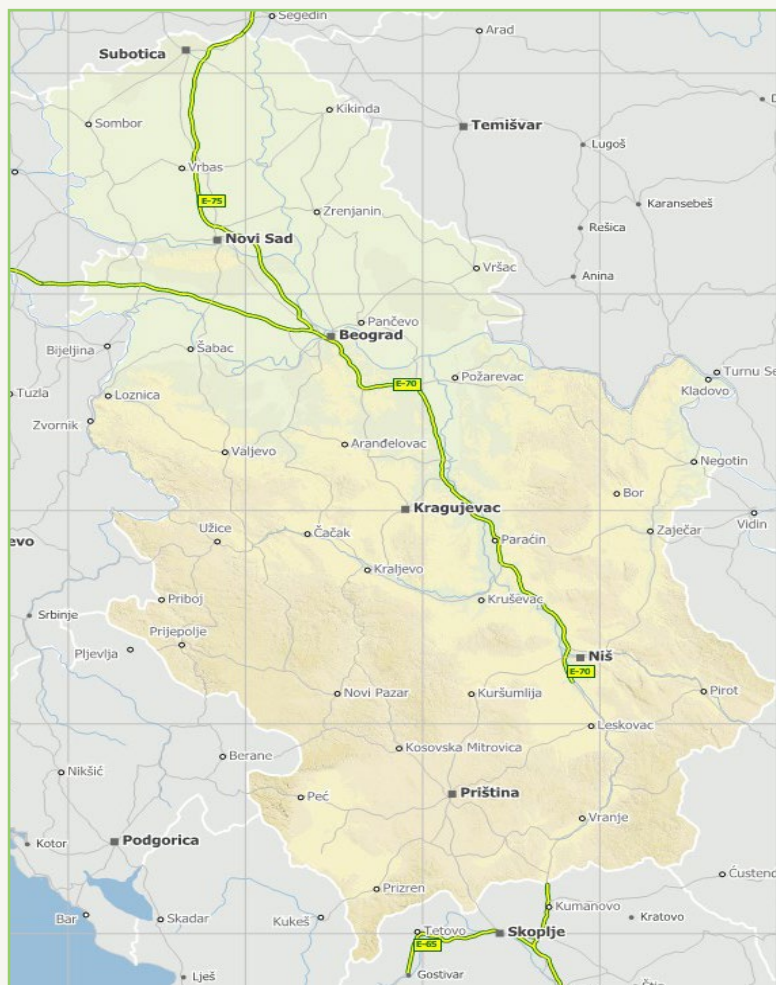 Segedin
Subotica
Arad
Kikinda
Sombor
Temišvar
Lugoš
Vrbas
E-75
Zrenjanin
Karansebeš
Rešica
Novi Sad
Vršac
Anina
Pančevo
Beograd
Bijeljina
Šabac
Turnu Se
Požarevac
E-70
Kladovo
Tuzla
Loznica
Zvornik
Aranđelovac
Valjevo
Negotin
Bor
Kragujevac
Vidin
Užice
Čačak
Zaječar
evo
Paraćin
Kraljevo
Priboj
Kruševac
Srbinje
Prijepolje
Pljevlja
Niš
E-70
Novi Pazar
Kuršumlija
Pirot
Leskovac
Kosovska Mitrovica
Berane
Nikšić
Peć
Priština
Vranje
Kotor
Podgorica
Ćustend
Prizren
Kumanovo
Bar
Skadar
Kukeš
Kratovo
Tetovo
Skoplje
E-65
Gostivar
Lješ